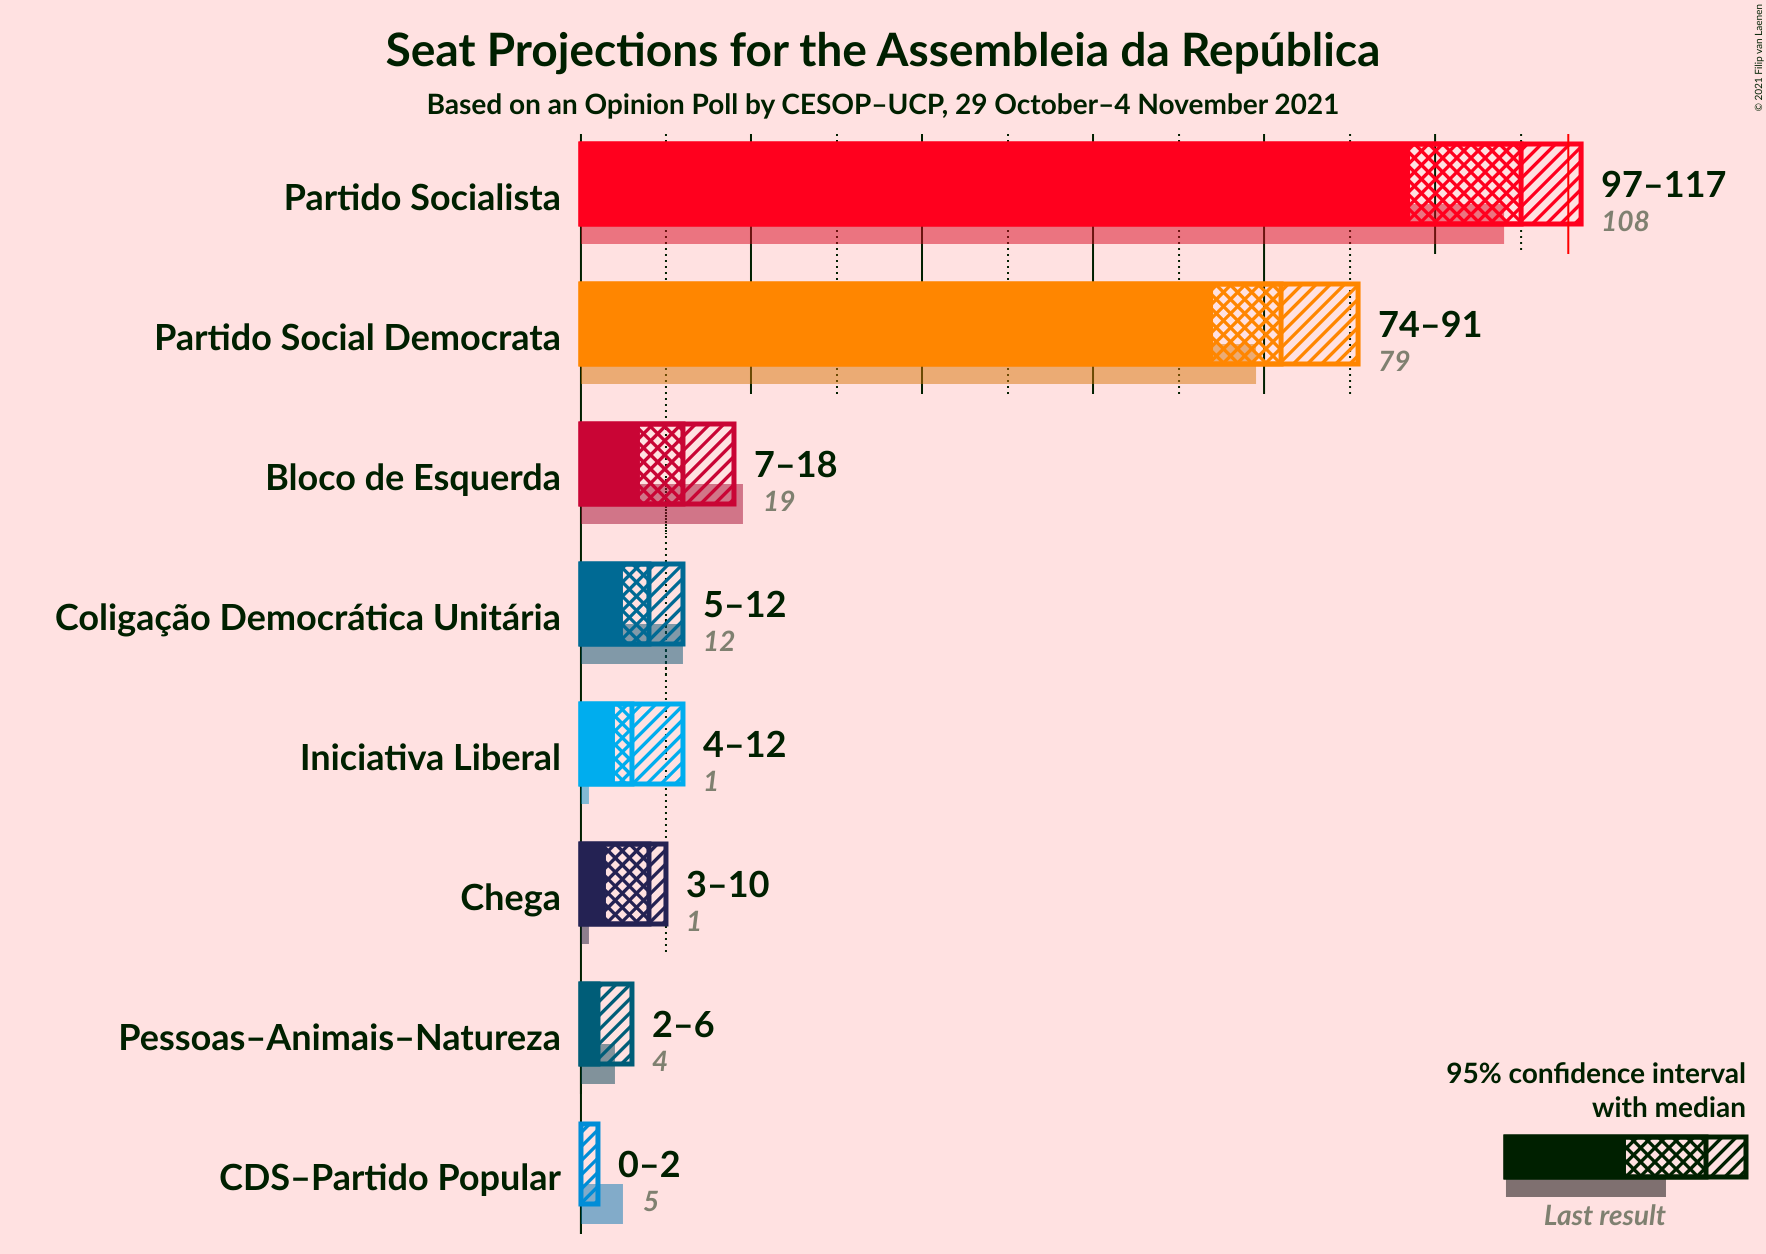 Seat Projections for the Assembleia da República
Based on an Opinion Poll by CESOP–UCP, 29 October–4 November 2021
© 2021 Filip van Laenen
Partido Socialista
97–117
108
Partido Social Democrata
74–91
79
Bloco de Esquerda
7–18
19
Coligação Democrática Unitária
5–12
12
Iniciativa Liberal
4–12
1
Chega
3–10
1
Pessoas–Animais–Natureza
2–6
4
CDS–Partido Popular
0–2
5
95% confidence interval
with median
Last result